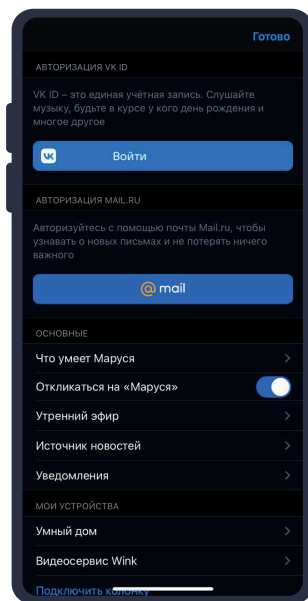 Готово
АВТОРИЗАЦИЯ VK ID
VK ID – это единая учётная запись. Слушайте
музыку, будьте в курсе у кого день рождения и
многое другое
Войти
АВТОРИЗАЦИЯ MAIL.RU
Авторизуйтесь с помощью почты Mail.ru, чтобы
узнавать о новых письмах и не потерять ничего
важного
@mail
ОСНОВНЫЕ
Что умеет Маруся
Откликаться на «Маруся»
Утренний эфир
Источник новостей
Уведомления
МОИ УСТРОЙСТВА
Умный дом
Видеосервис Wink
Подключить колонку